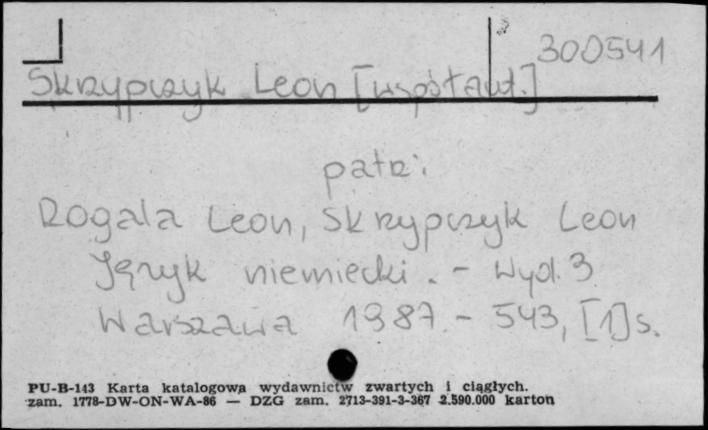 300541
Skrzypczyk Leon [współaut.]
patrz:
Rogala Leon, Skrzypczyk Leon
Język niemiecki. - Wyd. 3
Warszawa 1987. - 543, [1] s.
PU-B-143 Karta katalogowa wydawnictw zwartych i ciągłych.
zam. 1778-DW-ON-WA-86 — DZG zam. 2713-391-3-367 2.590.000 karton